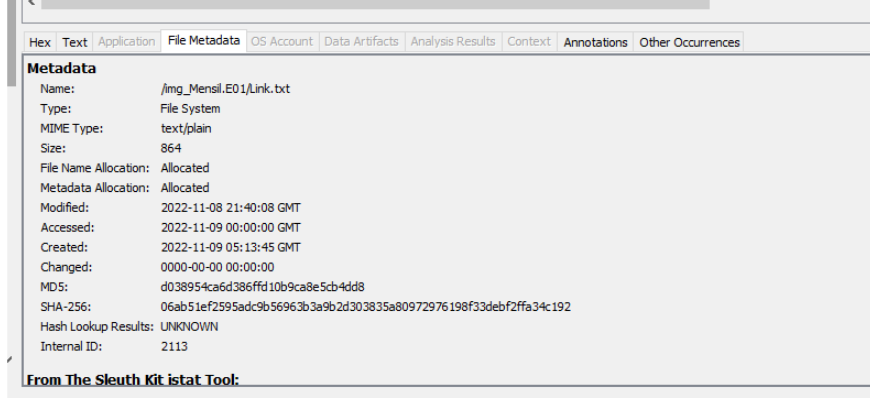 Hex Text Application File Metadata OS Account Data Artifacts Analysis Results Context Annotations Other Occurrences
Metadata
Name: /img_Mensil.E01/Link.txt
Type: File System
MIME Type: text/plain
Size: 864
File Name Allocation: Allocated
Metadata Allocation: Allocated
Modified: 2022-11-08 21:40:08 GMT
Accessed: 2022-11-09 00:00:00 GMT
Created: 2022-11-09 05:13:45 GMT
Changed: 0000-00-00 00:00:00
MD5: d038954ca6d386ffd10b9ca8e5cb4dd8
SHA-256: 06ab51ef2595adc9b56963b3a9b2d303835a80972976198f33debf2ffa34c192
Hash Lookup Results: UNKNOWN
Internal ID: 2113
From The Sleuth Kit istat Tool: